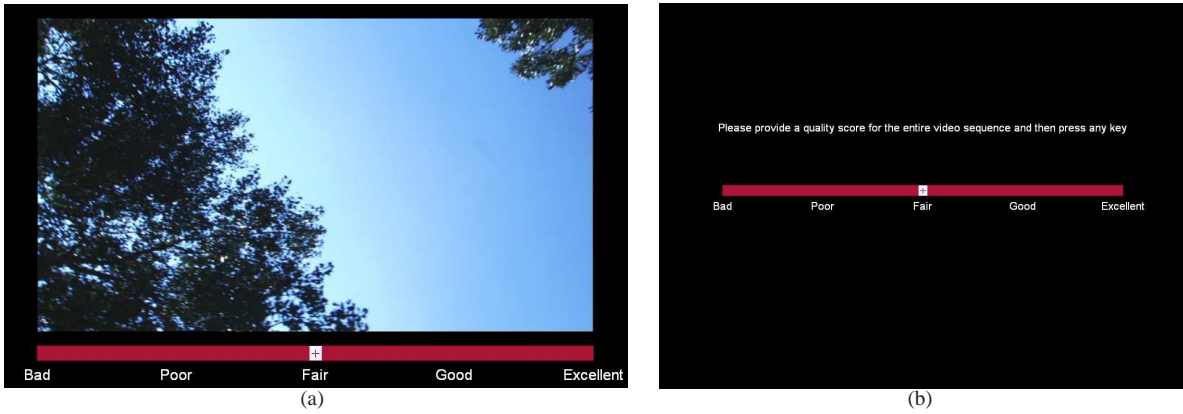 Bad Poor Fair Good Excellent
(a)
Please provide a quality score for the entire video sequence and then press any key
Bad Poor Fair Good Excellent
(b)